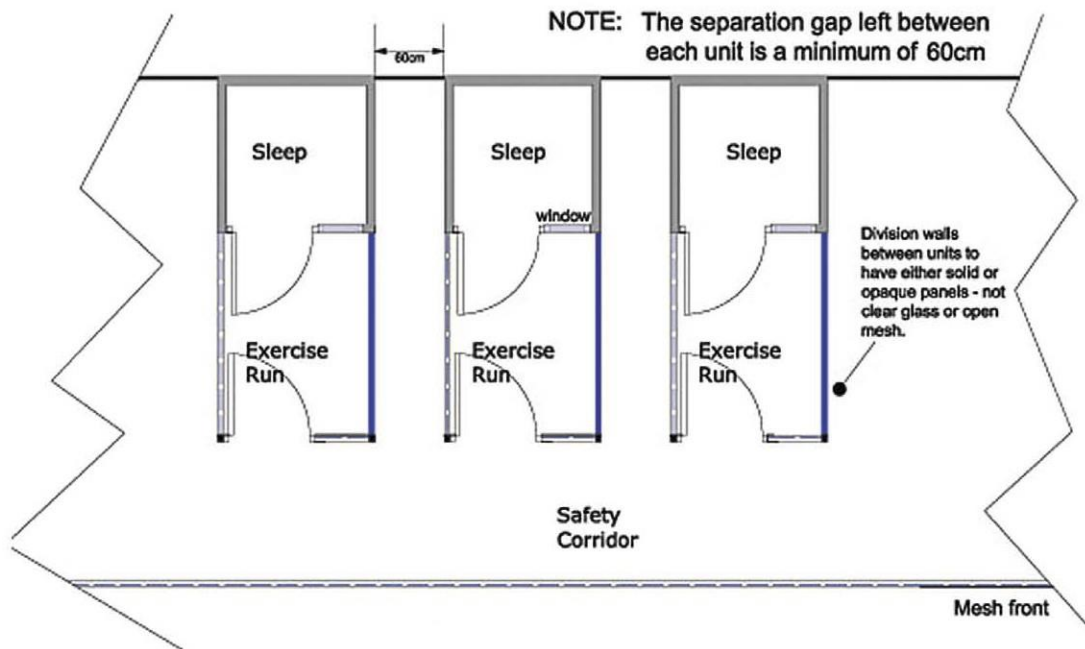 NOTE: The separation gap left between
each unit is a minimum of 60cm
60cm
Sleep
Sleep
Sleep
window
Division walls
between units to
have either solid or
opaque panels - not
clear glass or open
mesh.
Exercise
Run
Exercise
Run
Exercise
Run
Safety
Corridor
Mesh front